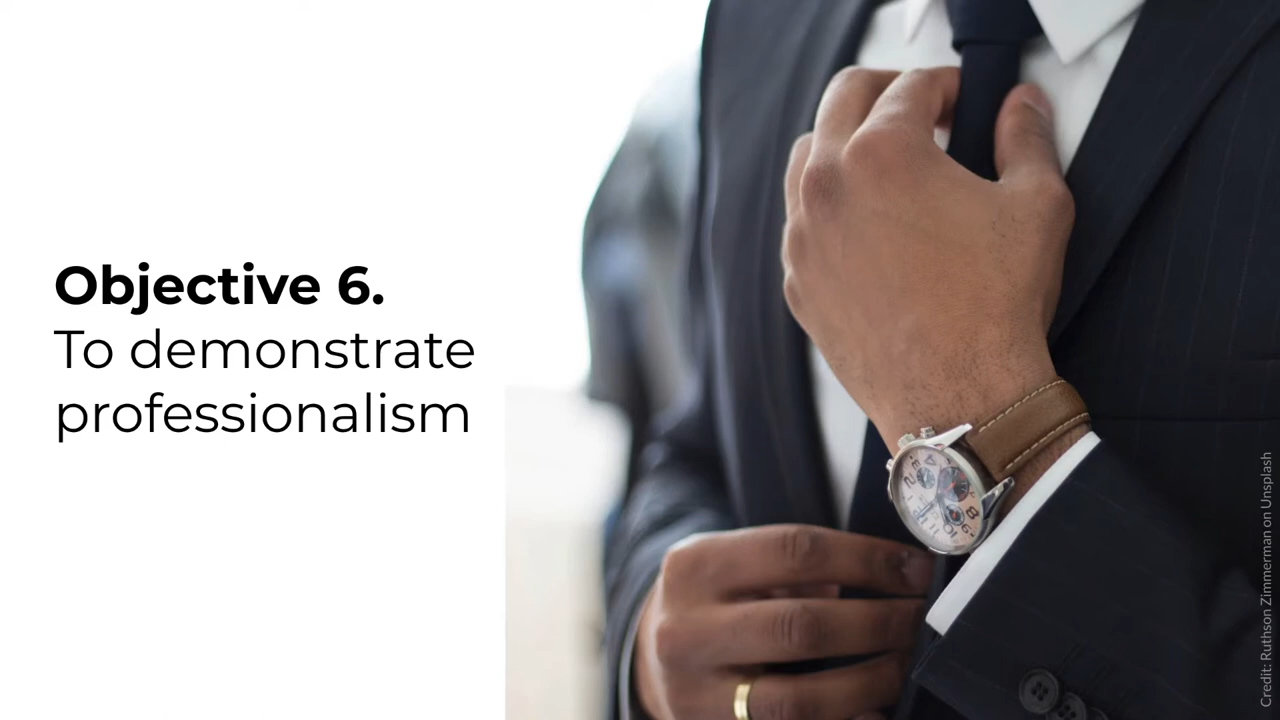 Objective 6.
To demonstrate
professionalism
Credit: Ruthson Zimmerman on Unsplash